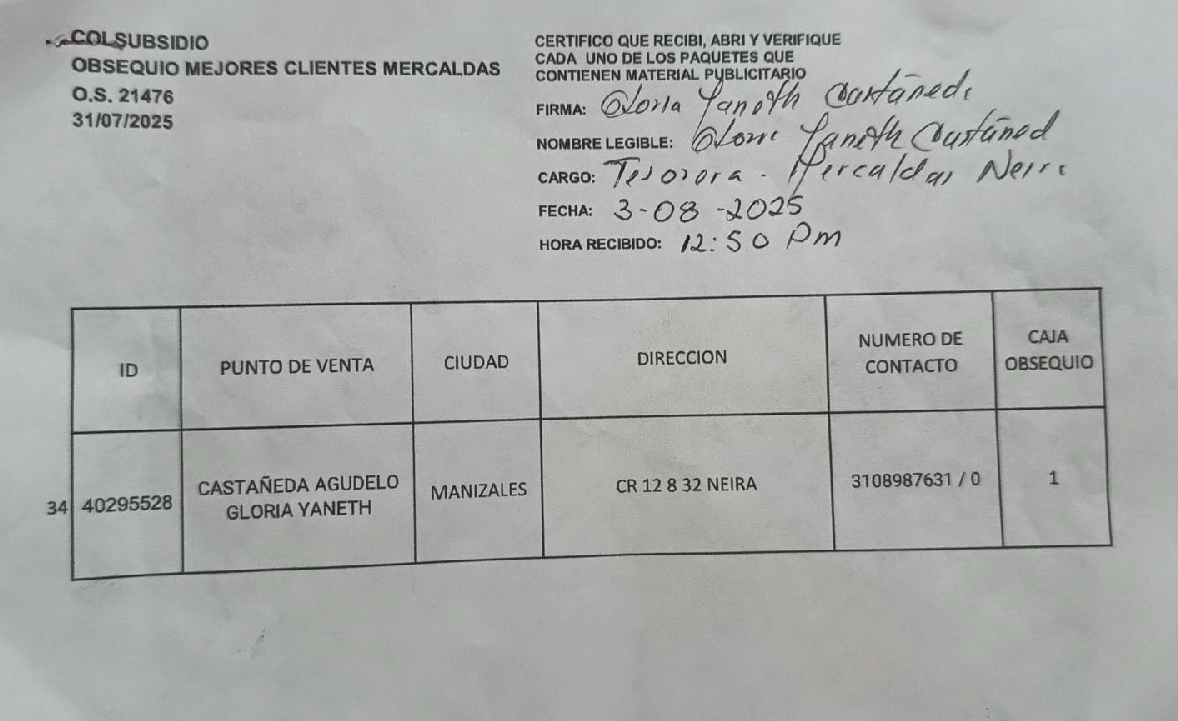 COLSUBSIDIO
OBSEQUIO MEJORES CLIENTES MERCALDAS
O.S. 21476
31/07/2025
CERTIFICO QUE RECIBI, ABRI Y VERIFIQUE
CADA UNO DE LOS PAQUETES QUE
CONTIENEN MATERIAL PUBLICITARIO
FIRMA: Gloria Yaneth Castañeda
NOMBRE LEGIBLE: Yaneth Castañed
CARGO: Tesorera - Mercaldas Neira
FECHA: 3-08-2025
HORA RECIBIDO: 12:50 Pm
ID PUNTO DE VENTA CIUDAD DIRECCION NUMERO DE CONTACTO CAJA OBSEQUIO
34 40295528 CASTAÑEDA AGUDELO GLORIA YANETH MANIZALES CR 12 8 32 NEIRA 3108987631 / 0 1